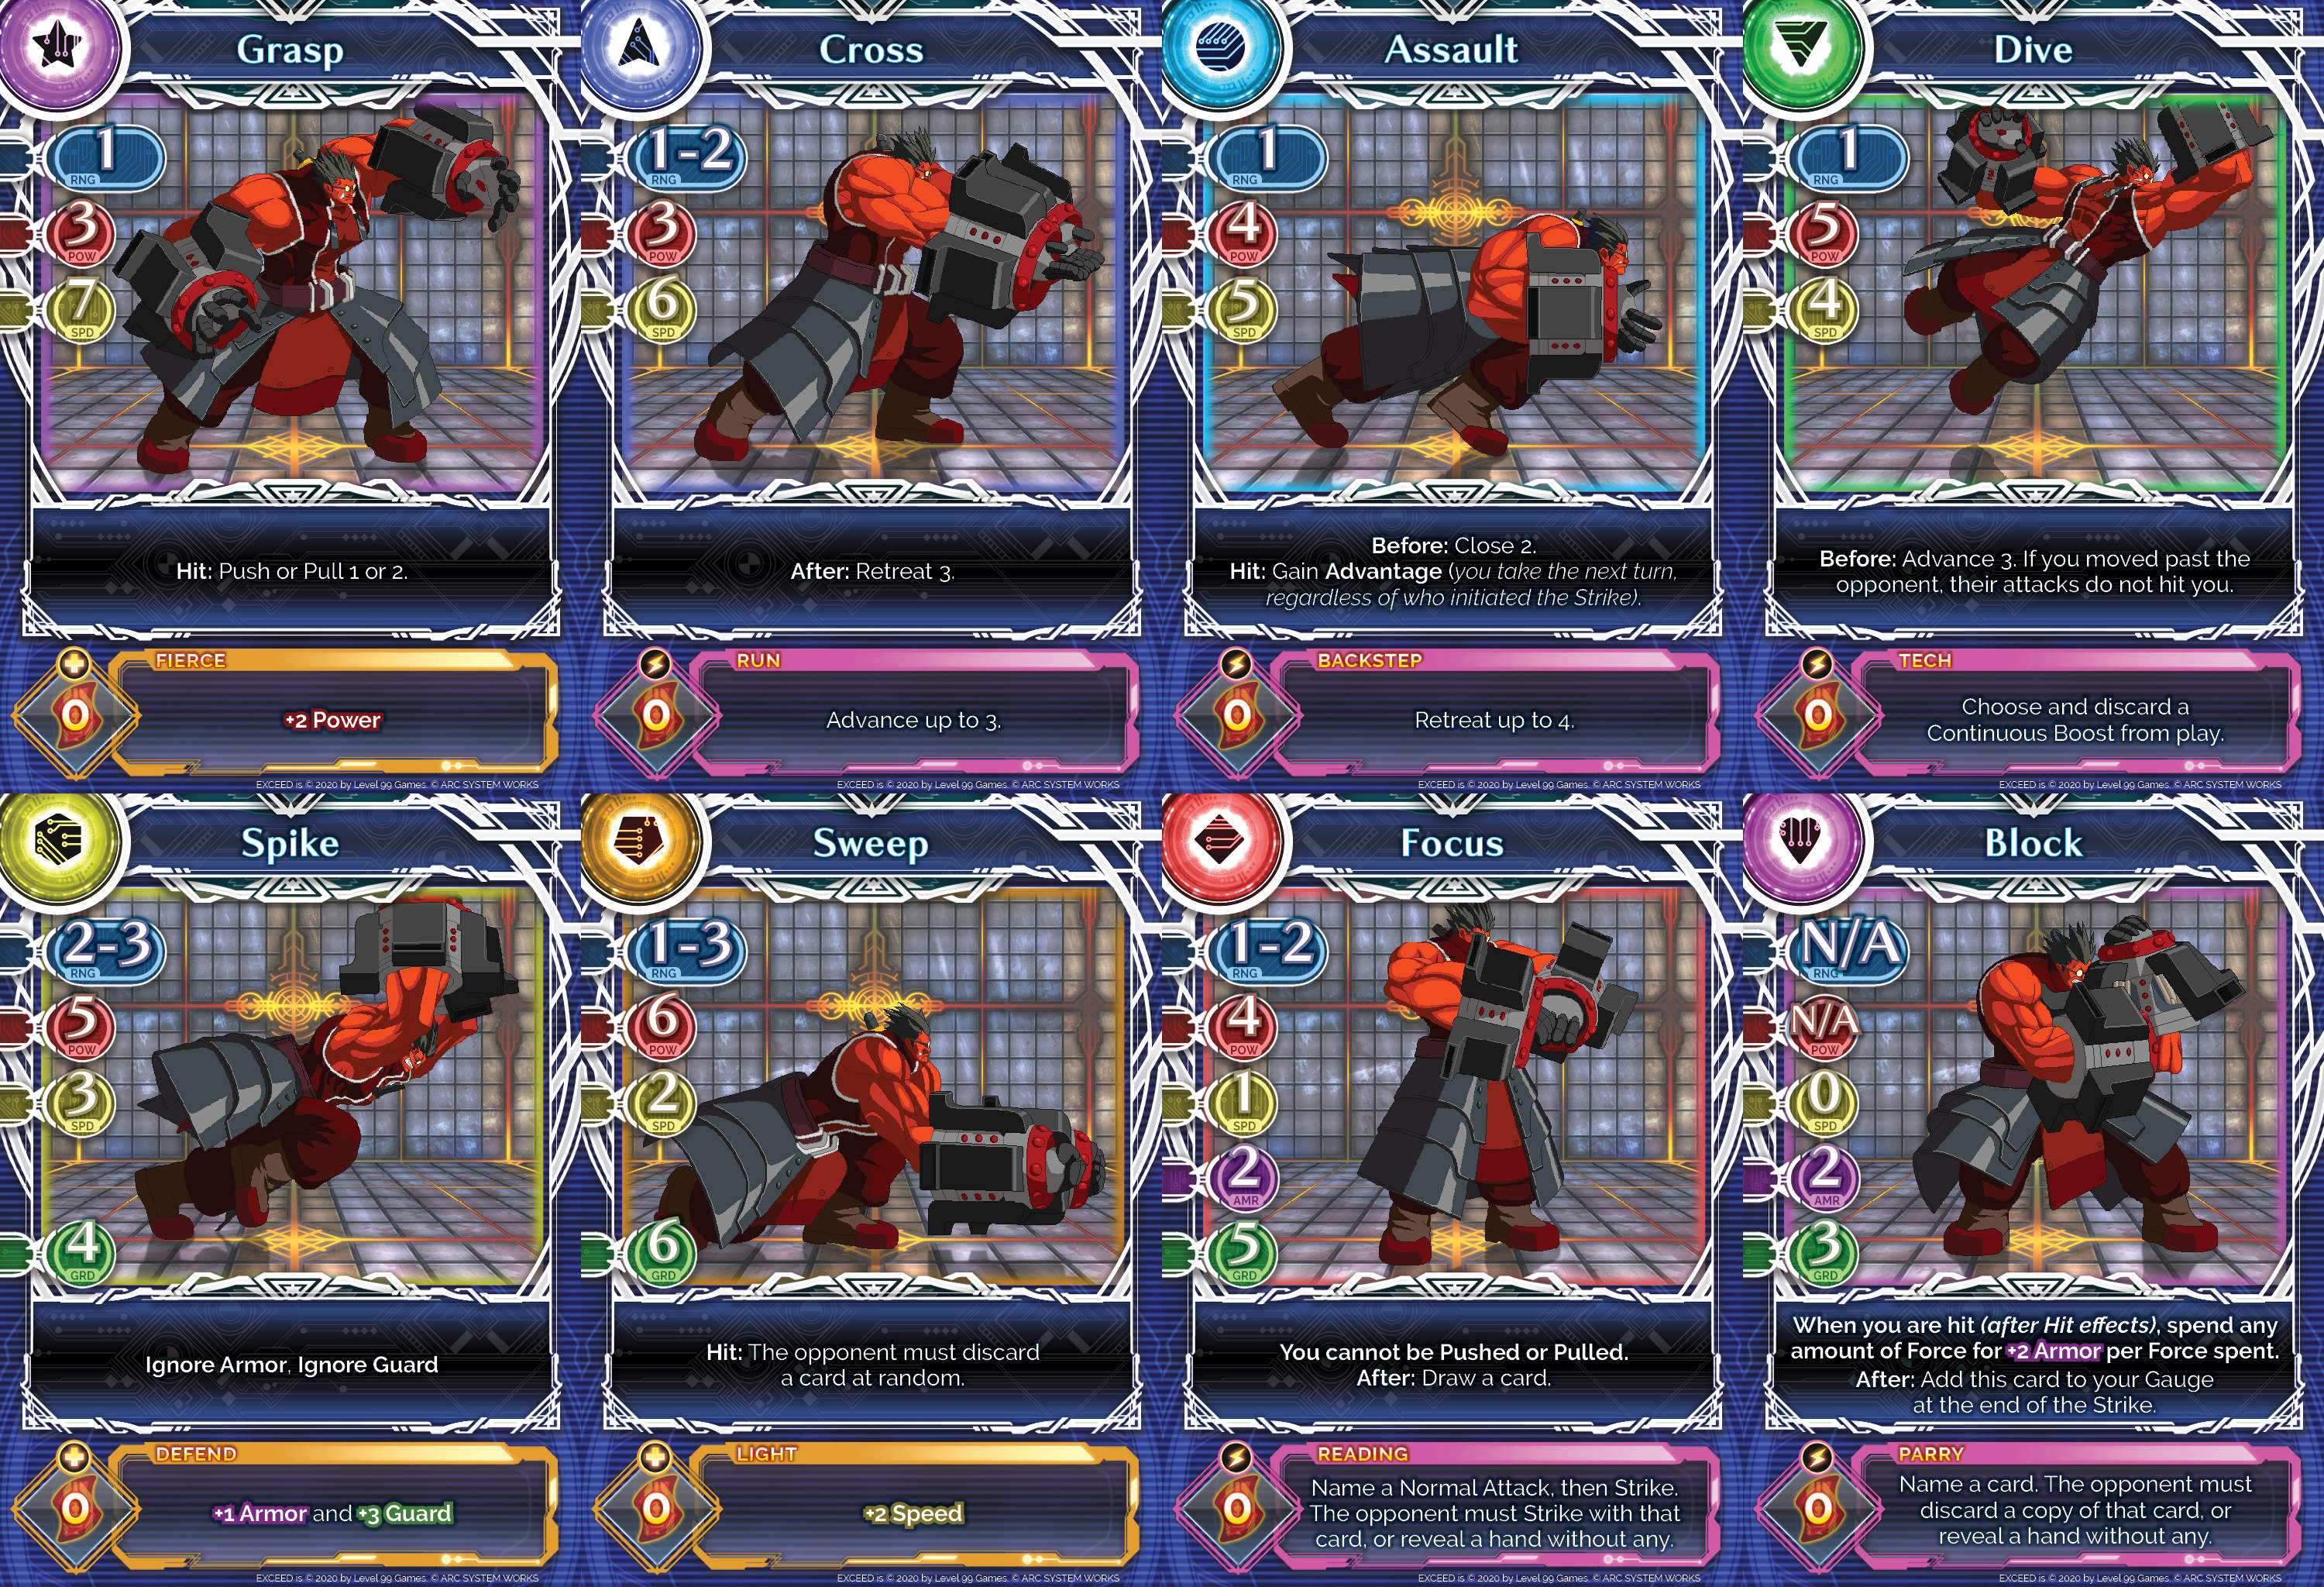 Grasp
1
RNG
3
POW
7
SPD
Hit: Push or Pull 1 or 2.
FIERCE
0
+2 Power
EXCEED is © 2020 by Level 99 Games. © ARC SYSTEM WORKS
Cross
1-2
RNG
3
POW
6
SPD
After: Retreat 3.
RUN
0
Advance up to 3.
EXCEED is © 2020 by Level 99 Games. © ARC SYSTEM WORKS
Assault
1
RNG
4
POW
5
SPD
Before: Close 2.
Hit: Gain Advantage (you take the next turn,
regardless of who initiated the Strike).
BACKSTEP
0
Retreat up to 4.
EXCEED is © 2020 by Level 99 Games. © ARC SYSTEM WORKS
Dive
1
RNG
5
POW
4
SPD
Before: Advance 3. If you moved past the
opponent, their attacks do not hit you.
TECH
0
Choose and discard a
Continuous Boost from play.
EXCEED is © 2020 by Level 99 Games. © ARC SYSTEM WORKS
Spike
2-3
RNG
5
POW
3
SPD
4
GRD
Ignore Armor, Ignore Guard
DEFEND
0
+1 Armor and +3 Guard
EXCEED is © 2020 by Level 99 Games. © ARC SYSTEM WORKS
Sweep
1-3
RNG
6
POW
2
SPD
6
GRD
Hit: The opponent must discard
a card at random.
LIGHT
0
+2 Speed
EXCEED is © 2020 by Level 99 Games. © ARC SYSTEM WORKS
Focus
1-2
RNG
4
POW
1
SPD
2
AMR
5
GRD
You cannot be Pushed or Pulled.
After: Draw a card.
READING
0
Name a Normal Attack, then Strike.
The opponent must Strike with that
card, or reveal a hand without any.
EXCEED is © 2020 by Level 99 Games. © ARC SYSTEM WORKS
Block
N/A
RNG
N/A
POW
0
SPD
2
AMR
3
GRD
When you are hit (after Hit effects), spend any
amount of Force for +2 Armor per Force spent.
After: Add this card to your Gauge
at the end of the Strike.
PARRY
0
Name a card. The opponent must
discard a copy of that card, or
reveal a hand without any.
EXCEED is © 2020 by Level 99 Games. © ARC SYSTEM WORKS